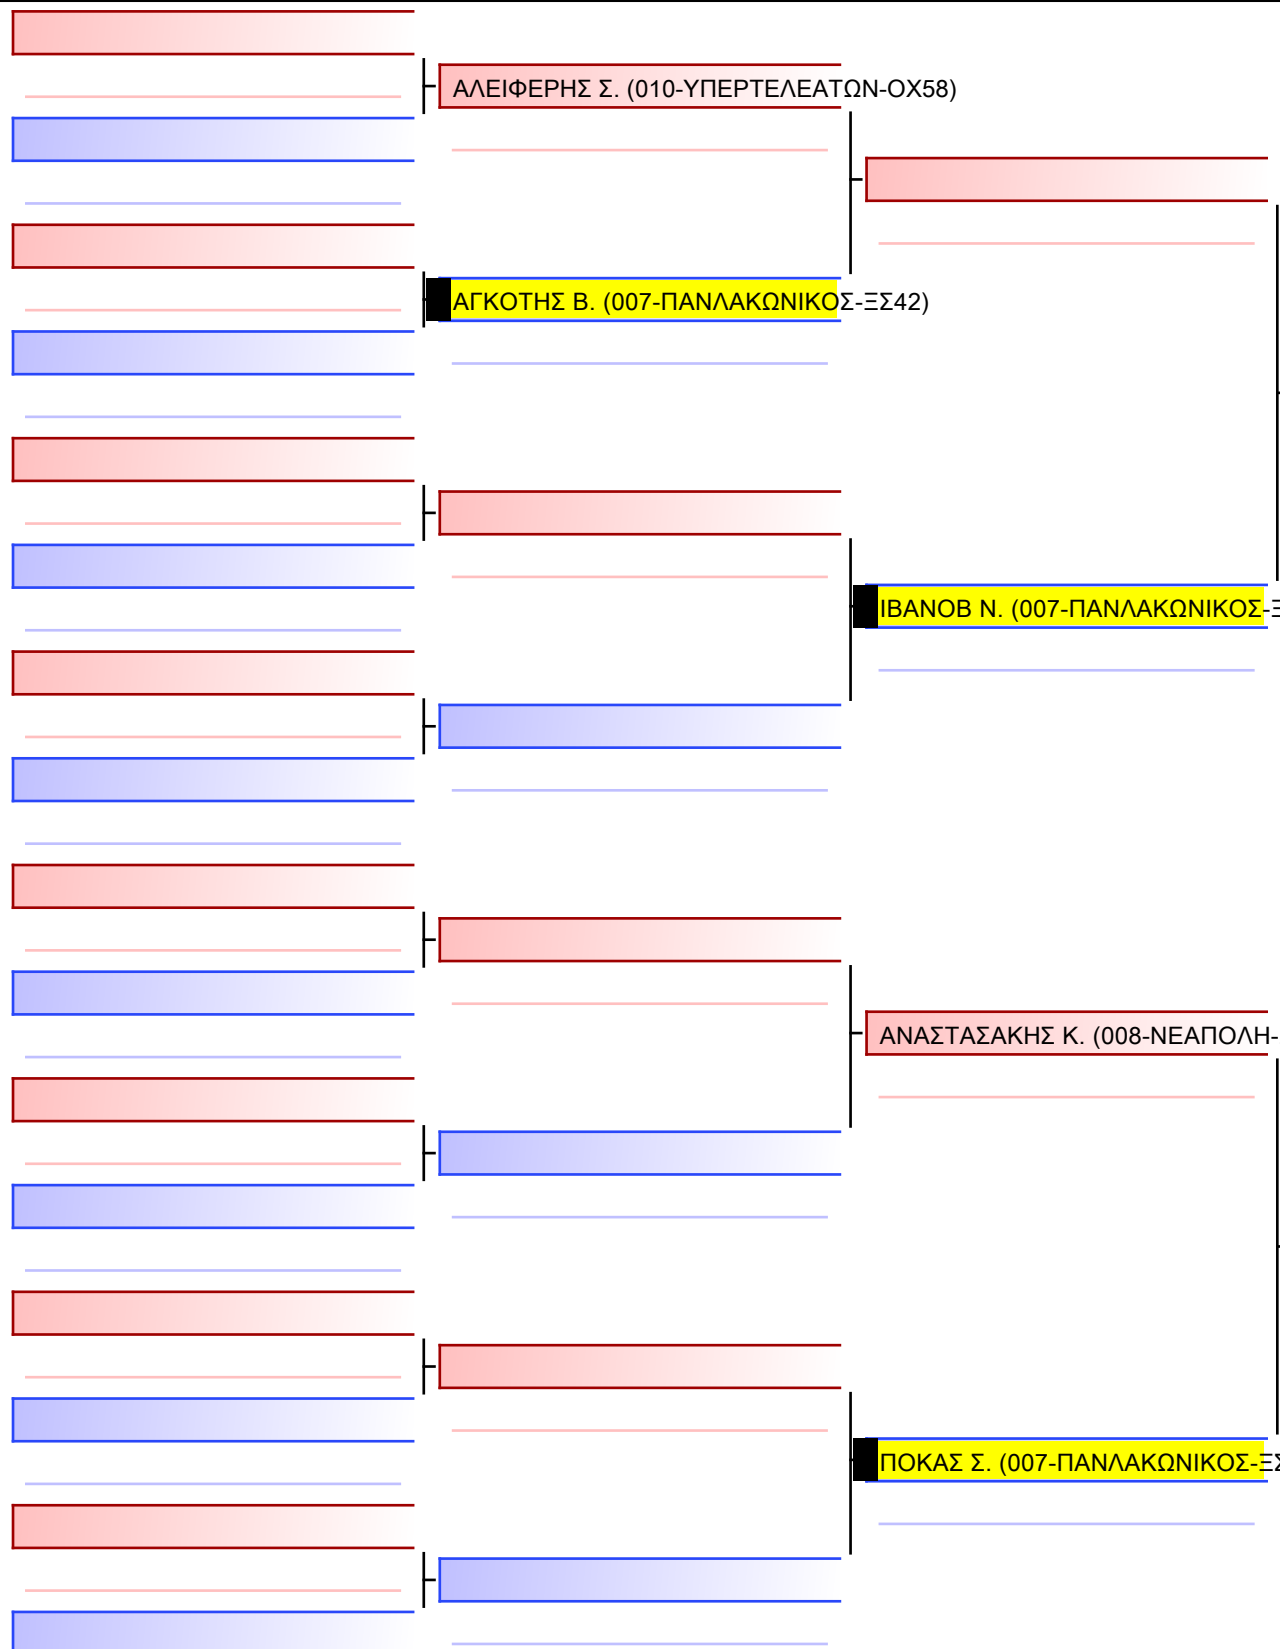 ΑΛΕΙΦΕΡΗΣ Σ. (010-ΥΠΕΡΤΕΛΕΑΤΩΝ-ΟΧ58)
ΑΓΚΟΤΗΣ Β. (007-ΠΑΝΛΑΚΩΝΙΚΟΣ-ΞΣ42)
ΙΒΑΝΟΒ Ν. (007-ΠΑΝΛΑΚΩΝΙΚΟΣ-
ΑΝΑΣΤΑΣΑΚΗΣ Κ. (008-ΝΕΑΠΟΛΗ-
ΠΟΚΑΣ Σ. (007-ΠΑΝΛΑΚΩΝΙΚΟΣ-Ξ